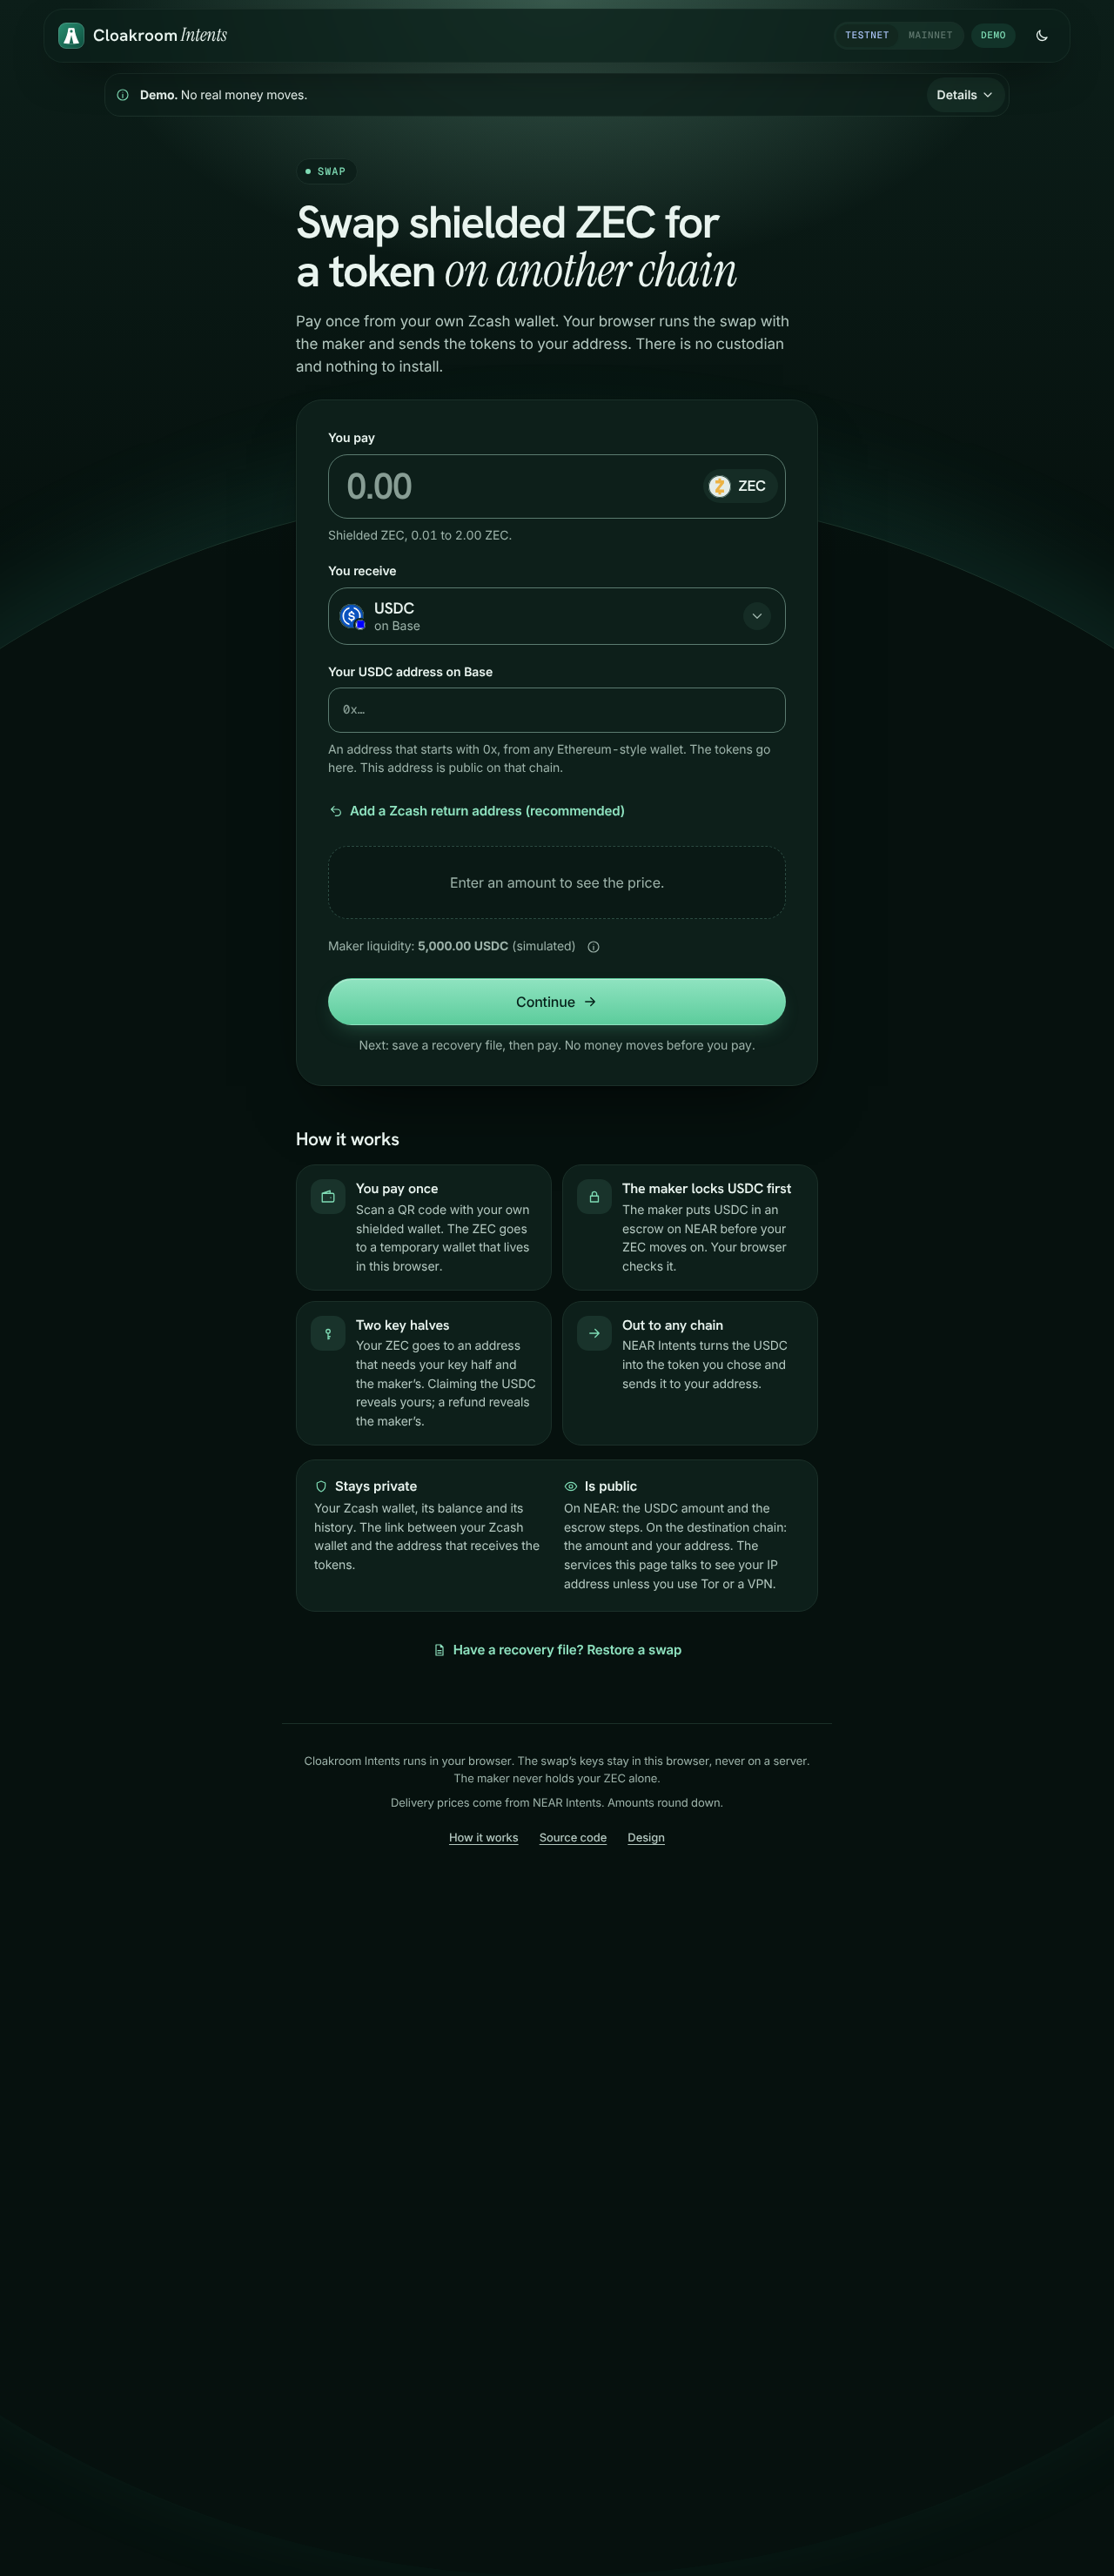 Cloakroom Intents
TESTNET
MAINNET
DEMO
Demo. No real money moves.
Details
SWAP
Swap shielded ZEC for
a token on another chain
Pay once from your own Zcash wallet. Your browser runs the swap with
the maker and sends the tokens to your address. There is no custodian
and nothing to install.
You pay
0.00
ZEC
Shielded ZEC, 0.01 to 2.00 ZEC.
You receive
USDC
on Base
Your USDC address on Base
0x…
An address that starts with 0x, from any Ethereum-style wallet. The tokens go
here. This address is public on that chain.
Add a Zcash return address (recommended)
Enter an amount to see the price.
Maker liquidity: 5,000.00 USDC (simulated)
Continue
Next: save a recovery file, then pay. No money moves before you pay.
How it works
You pay once
Scan a QR code with your own
shielded wallet. The ZEC goes
to a temporary wallet that lives
in this browser.
The maker locks USDC first
The maker puts USDC in an
escrow on NEAR before your
ZEC moves on. Your browser
checks it.
Two key halves
Your ZEC goes to an address
that needs your key half and
the maker’s. Claiming the USDC
reveals yours; a refund reveals
the maker’s.
Out to any chain
NEAR Intents turns the USDC
into the token you chose and
sends it to your address.
Stays private
Your Zcash wallet, its balance and its
history. The link between your Zcash
wallet and the address that receives the
tokens.
Is public
On NEAR: the USDC amount and the
escrow steps. On the destination chain:
the amount and your address. The
services this page talks to see your IP
address unless you use Tor or a VPN.
Have a recovery file? Restore a swap
Cloakroom Intents runs in your browser. The swap’s keys stay in this browser, never on a server.
The maker never holds your ZEC alone.
Delivery prices come from NEAR Intents. Amounts round down.
How it works
Source code
Design